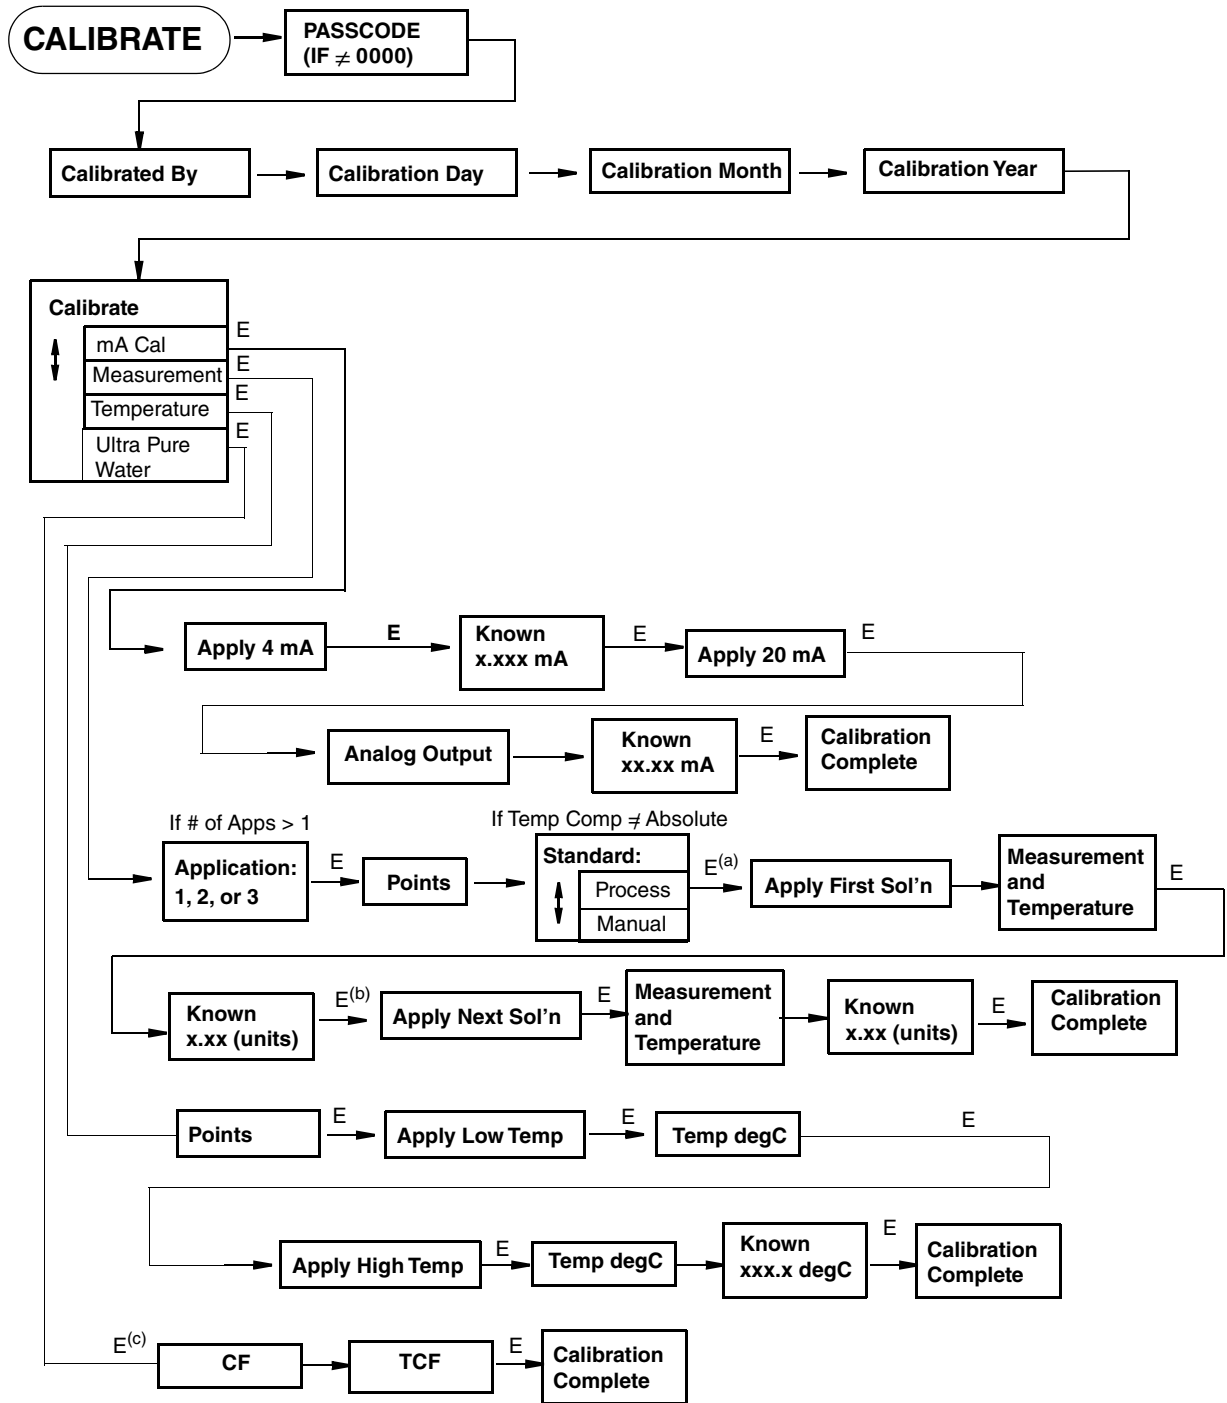 CALIBRATE
PASSCODE
(IF ≠ 0000)
Calibrated By
Calibration Day
Calibration Month
Calibration Year
Calibrate
mA Cal
E
Measurement
E
Temperature
E
Ultra Pure
Water
E
Apply 4 mA
E
Known
x.xxx mA
E
Apply 20 mA
E
Analog Output
Known
xx.xx mA
E
Calibration
Complete
If # of Apps > 1
Application:
1, 2, or 3
E
Points
If Temp Comp ≠ Absolute
Standard:
Process
Manual
E(a)
Apply First Sol'n
Measurement
and
Temperature
E
Known
x.xx (units)
E(b)
Apply Next Sol'n
E
Measurement
and
Temperature
Known
x.xx (units)
E
Calibration
Complete
Points
E
Apply Low Temp
E
Temp degC
E
Apply High Temp
E
Temp degC
Known
xxx.x degC
E
Calibration
Complete
E(c)
CF
TCF
E
Calibration
Complete